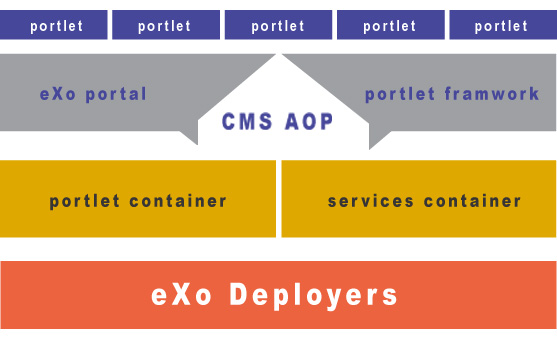 portlet portlet portlet portlet portlet
eXo portal portlet framwork
CMS AOP
portlet container services container
eXo Deployers